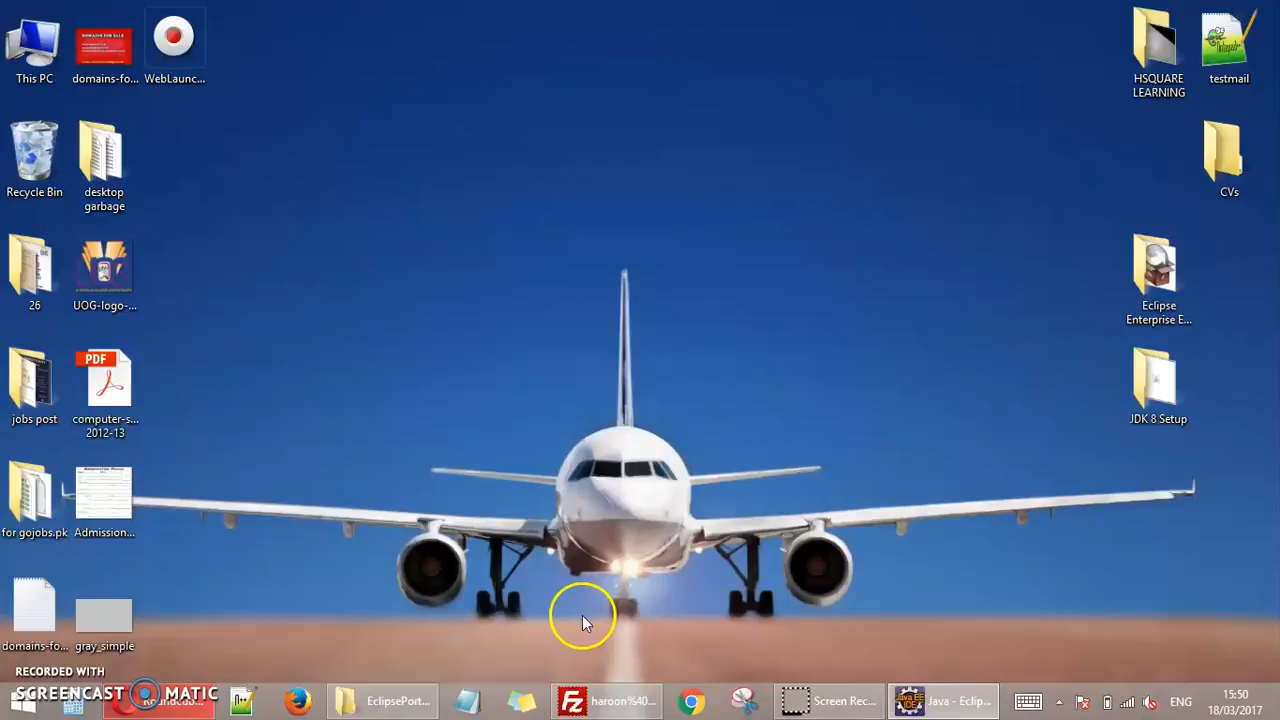 This PC
domains-fo...
WebLaunc...
HSQUARE
LEARNING
testmail
Recycle Bin
desktop
garbage
CVs
26
UOG-logo-...
Eclipse
Enterprise E...
jobs post
PDF
computer-s...
2012-13
JDK 8 Setup
for gojobs.pk
Admission...
domains-fo...
gray_simple
RECORDED WITH
SCREENCAST MATIC
EclipsePort...
haroon%40...
Screen Rec...
Java - Eclip...
ENG
15:50
18/03/2017